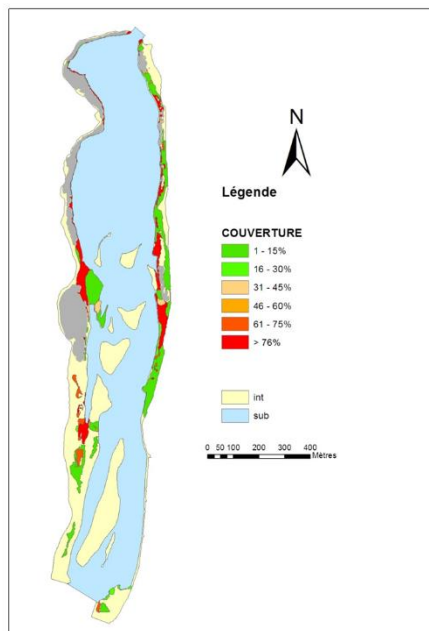 N
Légende
COUVERTURE
1 - 15%
16 - 30%
31 - 45%
46 - 60%
61 - 75%
> 76%
int
sub
0 50 100 200 300 400
Mètres